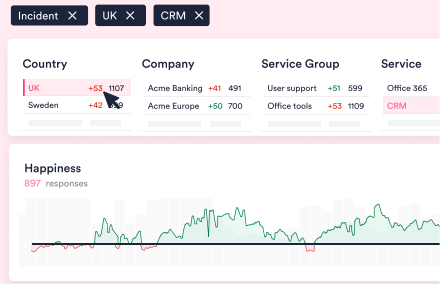 Incident ✕ UK ✕ CRM ✕
Country Company Service Group Service
UK +53 1107 Acme Banking +41 491 User support +51 599 Office 365
Sweden +42 Acme Europe +50 700 Office tools +53 1109 CRM
Happiness
897 responses